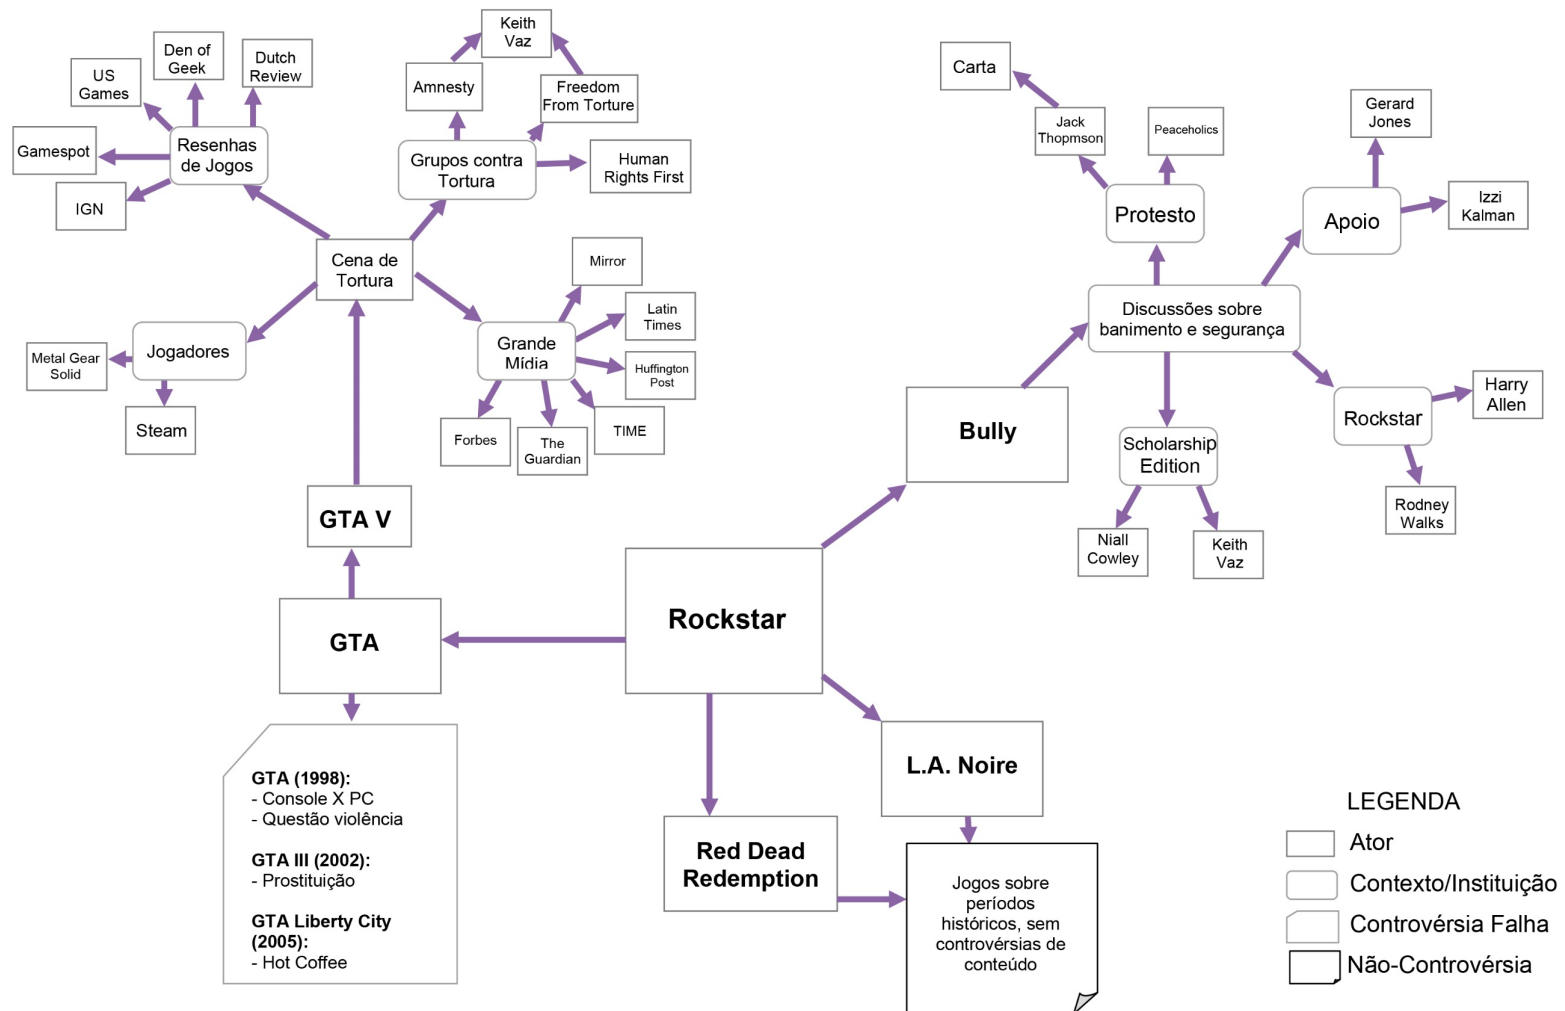 Keith
Vaz
Den of
Geek
Dutch
Review
US
Games
Amnesty
Freedom
From Torture
Gamespot
Resenhas
de Jogos
Grupos contra
Tortura
Human
Rights First
IGN
Cena de
Tortura
Mirror
Latin
Times
Jogadores
Grande
Mídia
Metal Gear
Solid
Huffington
Post
Steam
Forbes
The
Guardian
TIME
GTA V
GTA
GTA (1998):
- Console X PC
- Questão violência
GTA III (2002):
- Prostituição
GTA Liberty City
(2005):
- Hot Coffee
Rockstar
Carta
Jack
Thopmson
Peaceholics
Gerard
Jones
Protesto
Apoio
Izzi
Kalman
Discussões sobre
banimento e segurança
Bully
Scholarship
Edition
Rockstar
Harry
Allen
Rodney
Walks
Niall
Cowley
Keith
Vaz
L.A. Noire
Red Dead
Redemption
Jogos sobre
períodos
históricos, sem
controvérsias de
conteúdo
LEGENDA
Ator
Contexto/Instituição
Controvérsia Falha
Não-Controvérsia